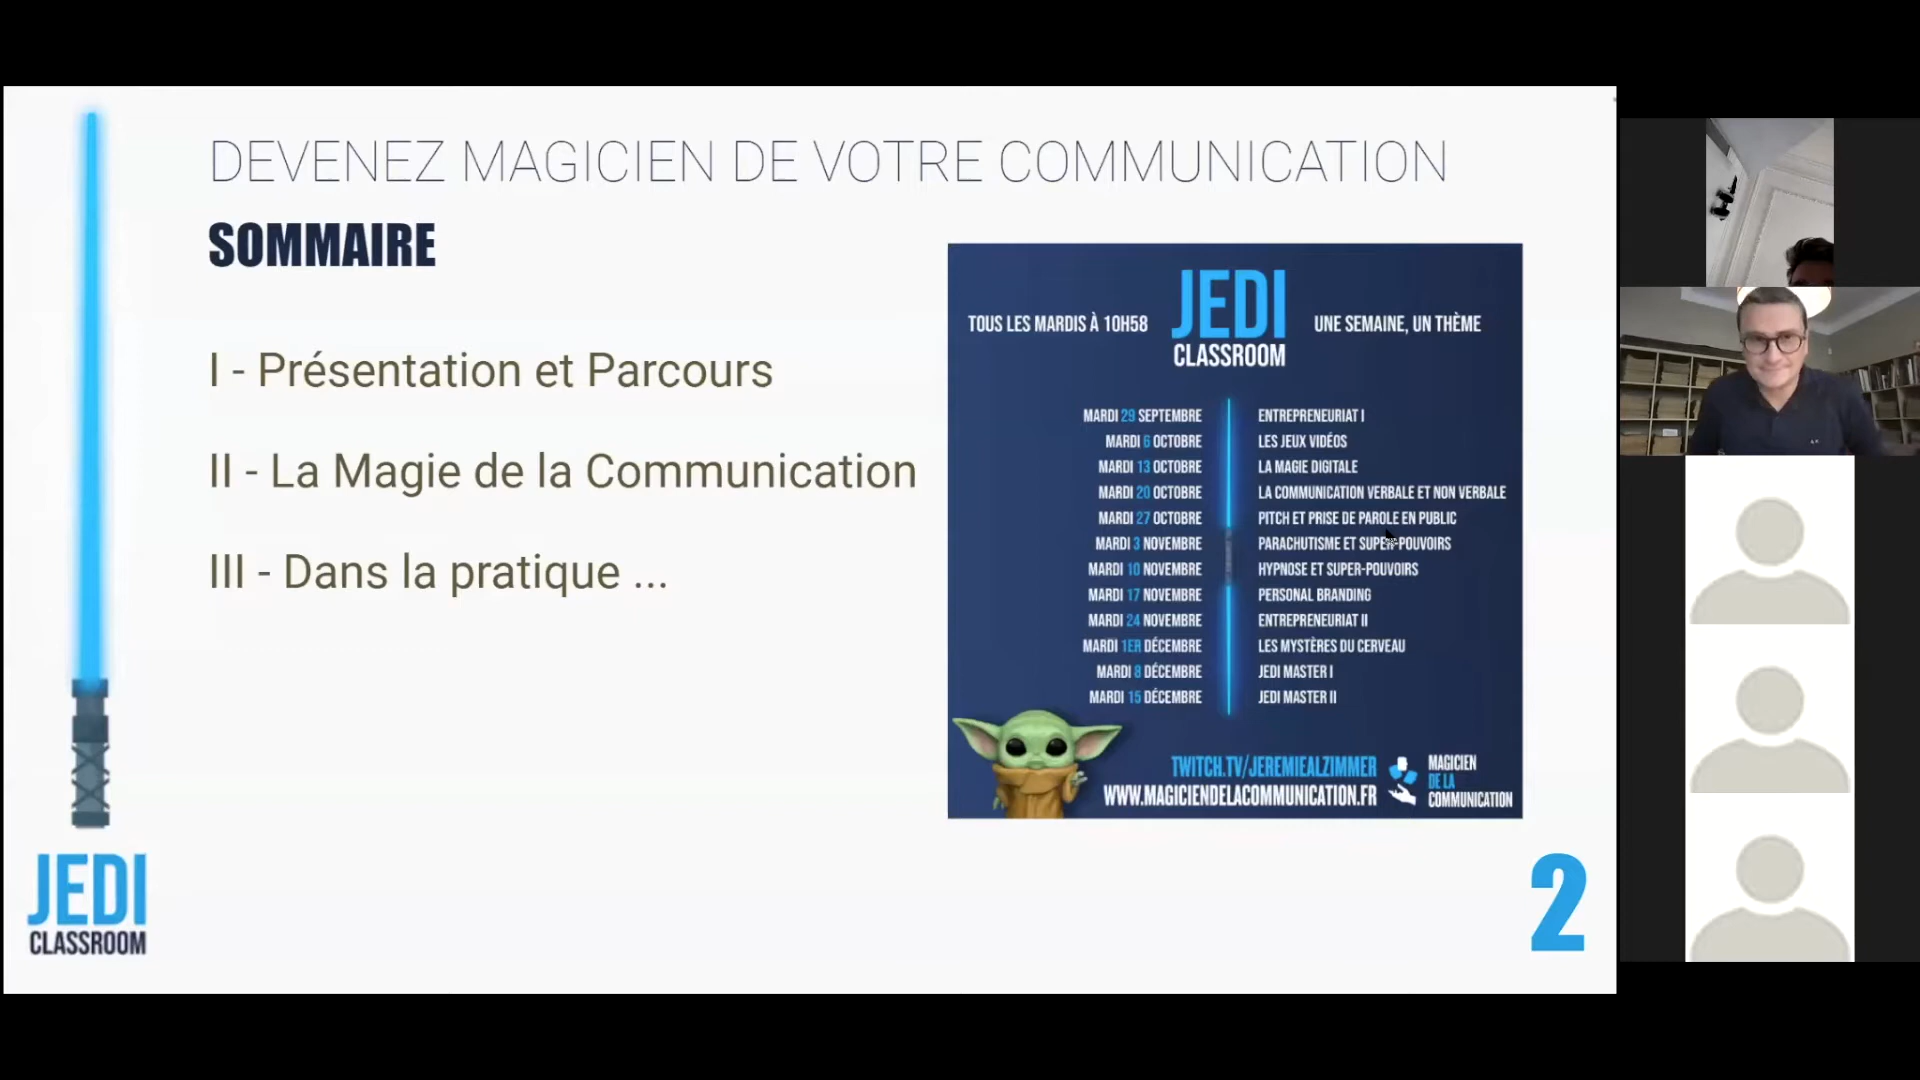 DEVENEZ MAGICIEN DE VOTRE COMMUNICATION
SOMMAIRE
I - Présentation et Parcours
II - La Magie de la Communication
III - Dans la pratique ...
TOUS LES MARDIS À 10H58
JEDI
CLASSROOM
UNE SEMAINE, UN THÈME
MARDI 29 SEPTEMBRE ENTREPRENEURIAT I
MARDI 6 OCTOBRE LES JEUX VIDÉOS
MARDI 13 OCTOBRE LA MAGIE DIGITALE
MARDI 20 OCTOBRE LA COMMUNICATION VERBALE ET NON VERBALE
MARDI 27 OCTOBRE PITCH ET PRISE DE PAROLE EN PUBLIC
MARDI 3 NOVEMBRE PARACHUTISME ET SUPER-POUVOIRS
MARDI 10 NOVEMBRE HYPNOSE ET SUPER-POUVOIRS
MARDI 17 NOVEMBRE PERSONAL BRANDING
MARDI 24 NOVEMBRE ENTREPRENEURIAT II
MARDI 1ER DÉCEMBRE LES MYSTÈRES DU CERVEAU
MARDI 8 DÉCEMBRE JEDI MASTER I
MARDI 15 DÉCEMBRE JEDI MASTER II
TWITCH.TV/JEREMIEALZIMMER
WWW.MAGICIENDELACOMMUNICATION.FR
MAGICIEN
DE LA
COMMUNICATION
JEDI
CLASSROOM
2